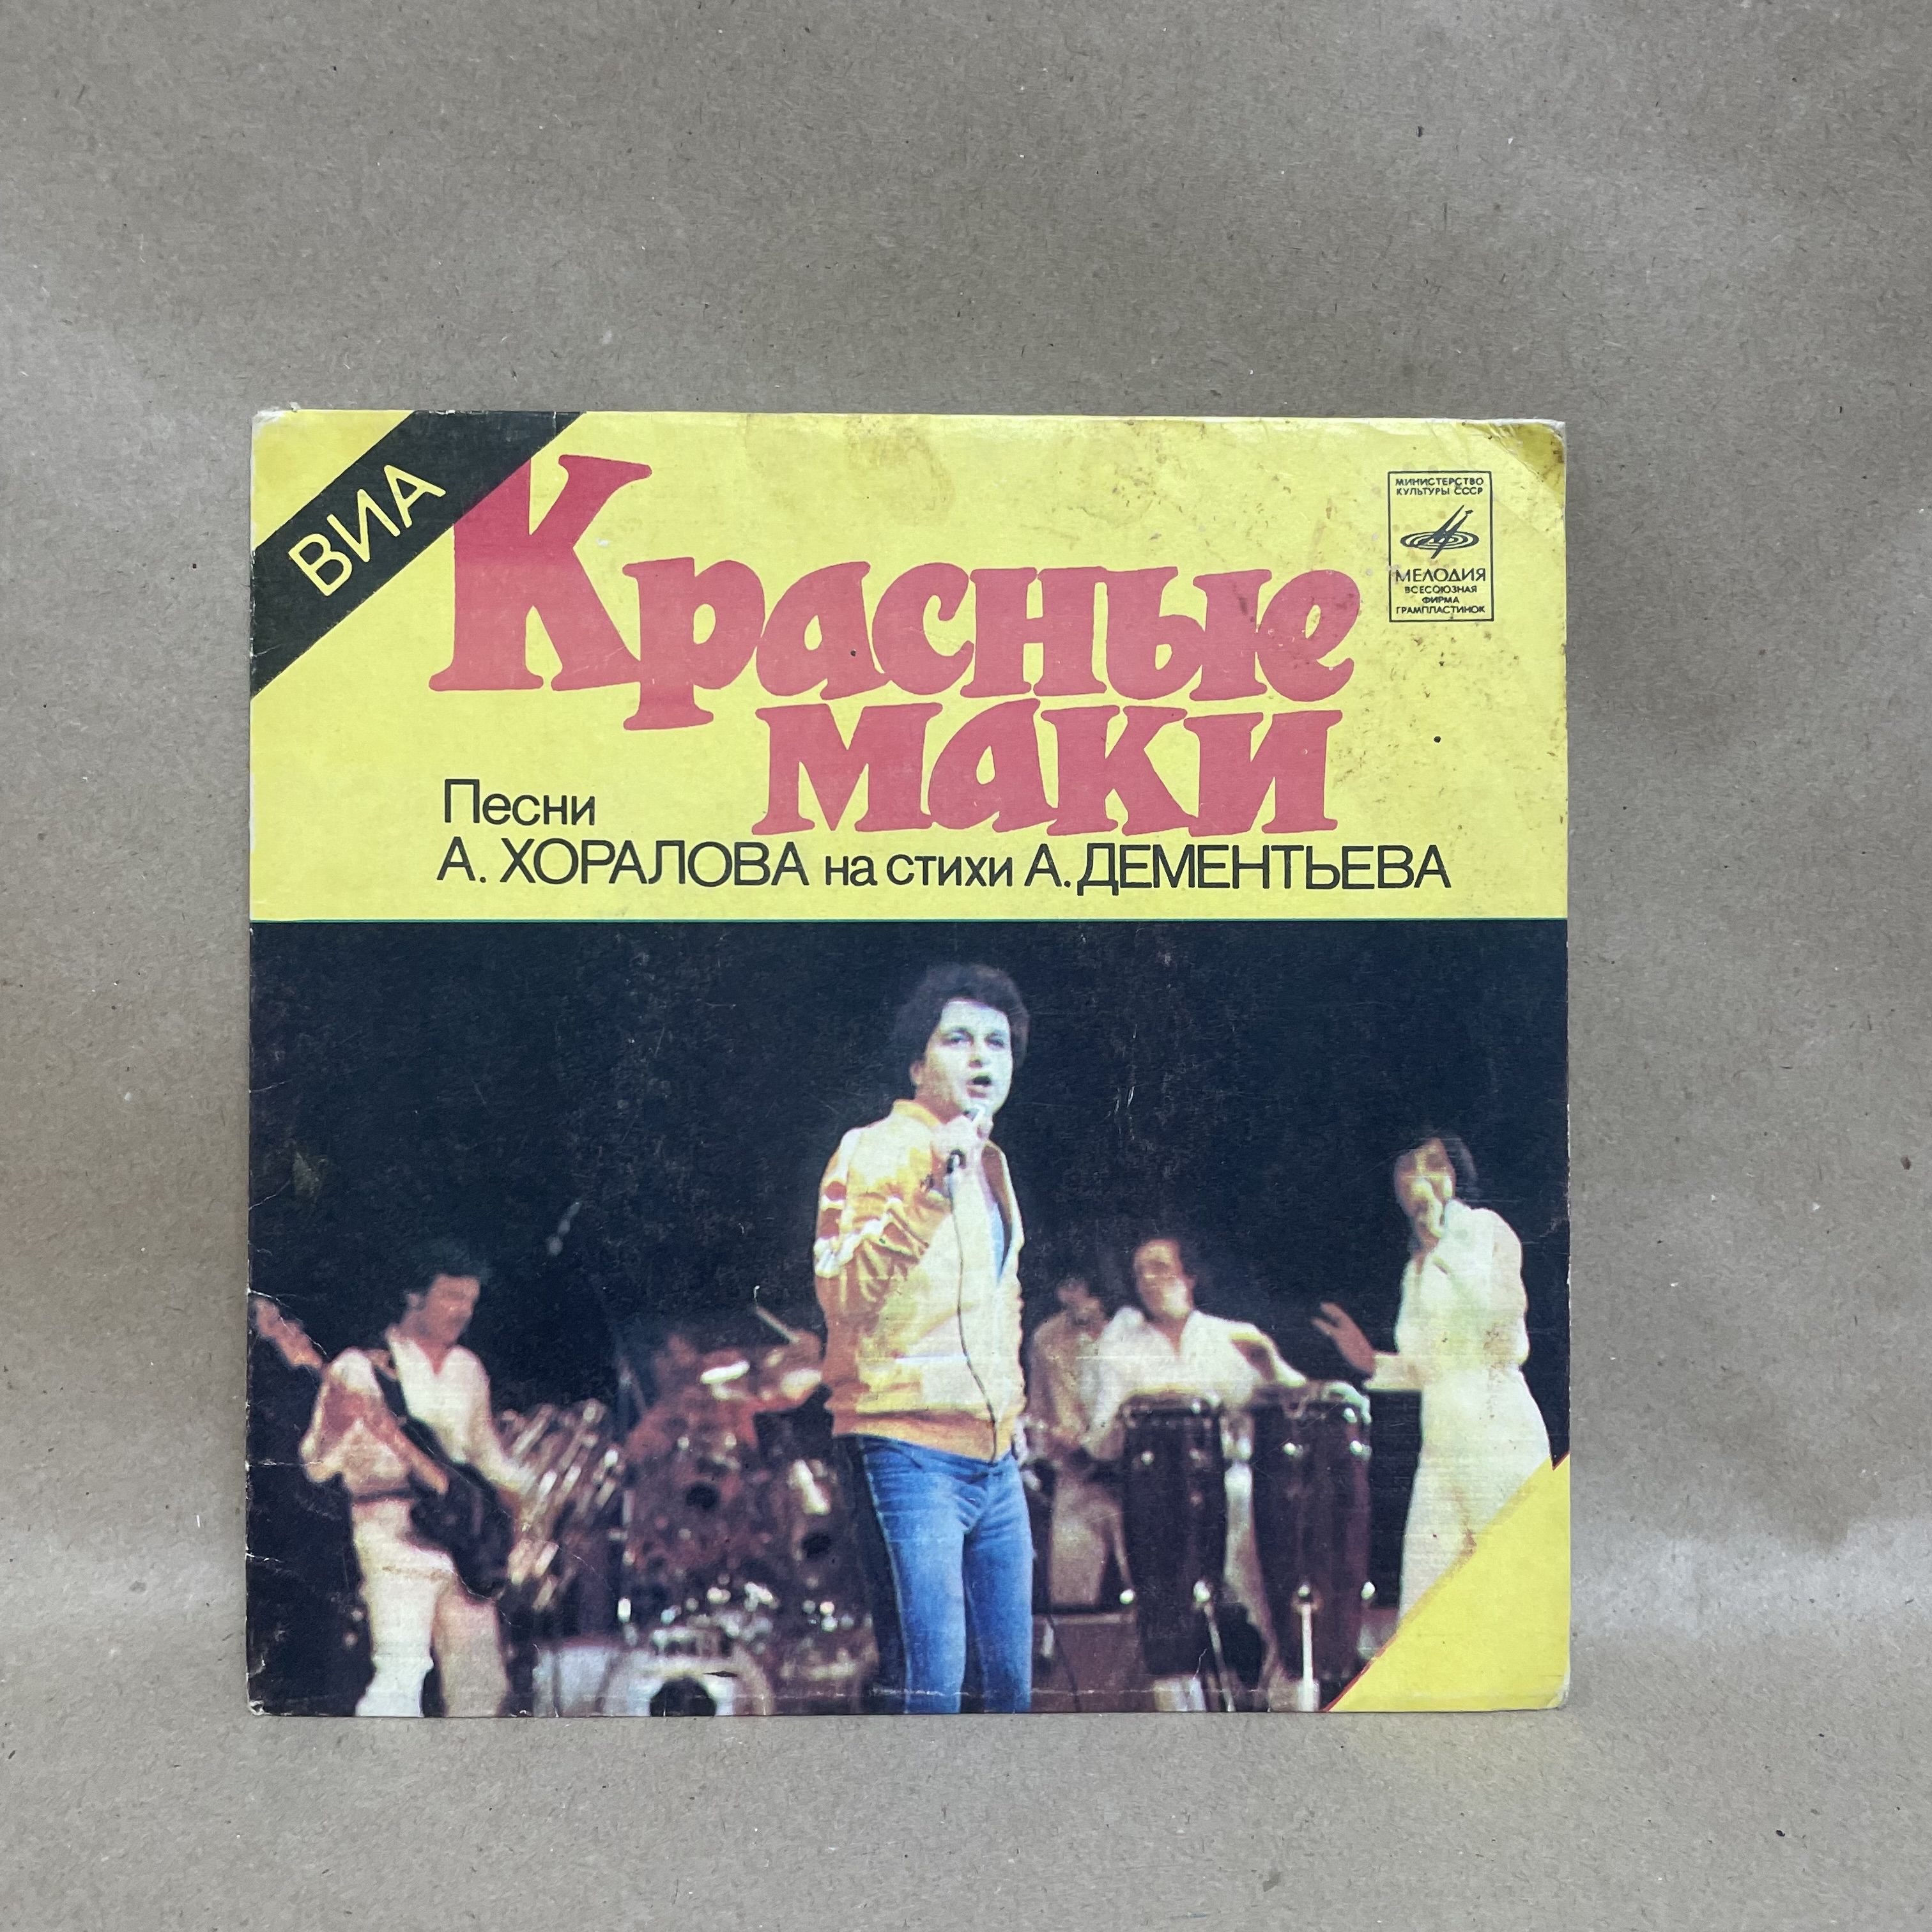 ВИА
Красные
маки
Песни
А. ХОРАЛОВА на стихи А. ДЕМЕНТЬЕВА
МИНИСТЕРСТВО
КУЛЬТУРЫ СССР
МЕЛОДИЯ
ВСЕСОЮЗНАЯ
ФИРМА
ГРАМПЛАСТИНОК